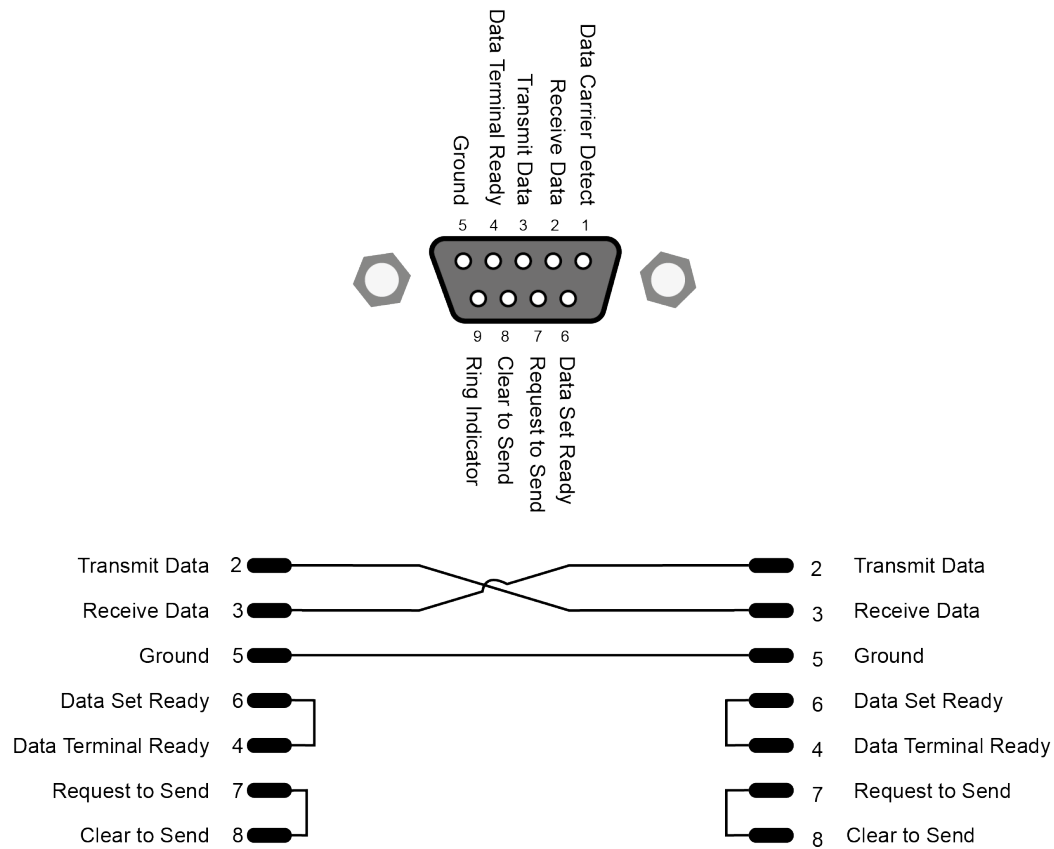 Ground
Data Terminal Ready
Transmit Data
Receive Data
Data Carrier Detect
5 4 3 2 1
9 8 7 6
Ring Indicator
Clear to Send
Request to Send
Data Set Ready
Transmit Data 2 2 Transmit Data
Receive Data 3 3 Receive Data
Ground 5 5 Ground
Data Set Ready 6 6 Data Set Ready
Data Terminal Ready 4 4 Data Terminal Ready
Request to Send 7 7 Request to Send
Clear to Send 8 8 Clear to Send